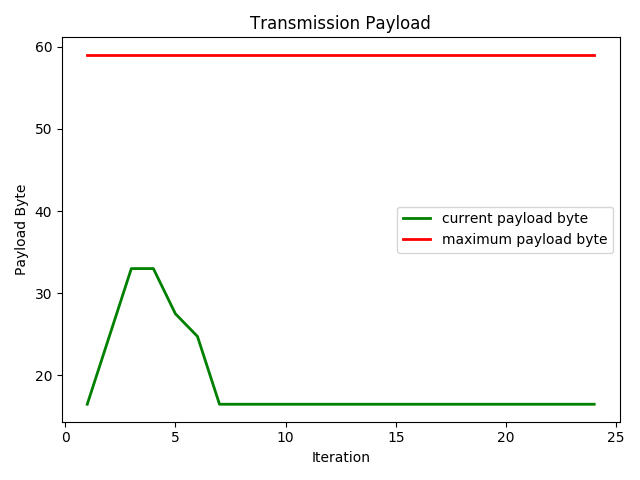 Transmission Payload
60
50
40
30
20
Payload Byte
current payload byte
maximum payload byte
0
5
10
15
20
25
Iteration